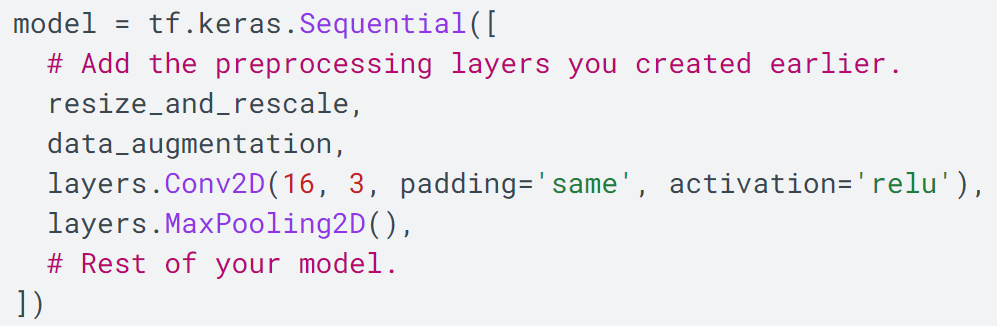 model = tf.keras.Sequential([
  # Add the preprocessing layers you created earlier.
  resize_and_rescale,
  data_augmentation,
  layers.Conv2D(16, 3, padding='same', activation='relu'),
  layers.MaxPooling2D(),
  # Rest of your model.
])